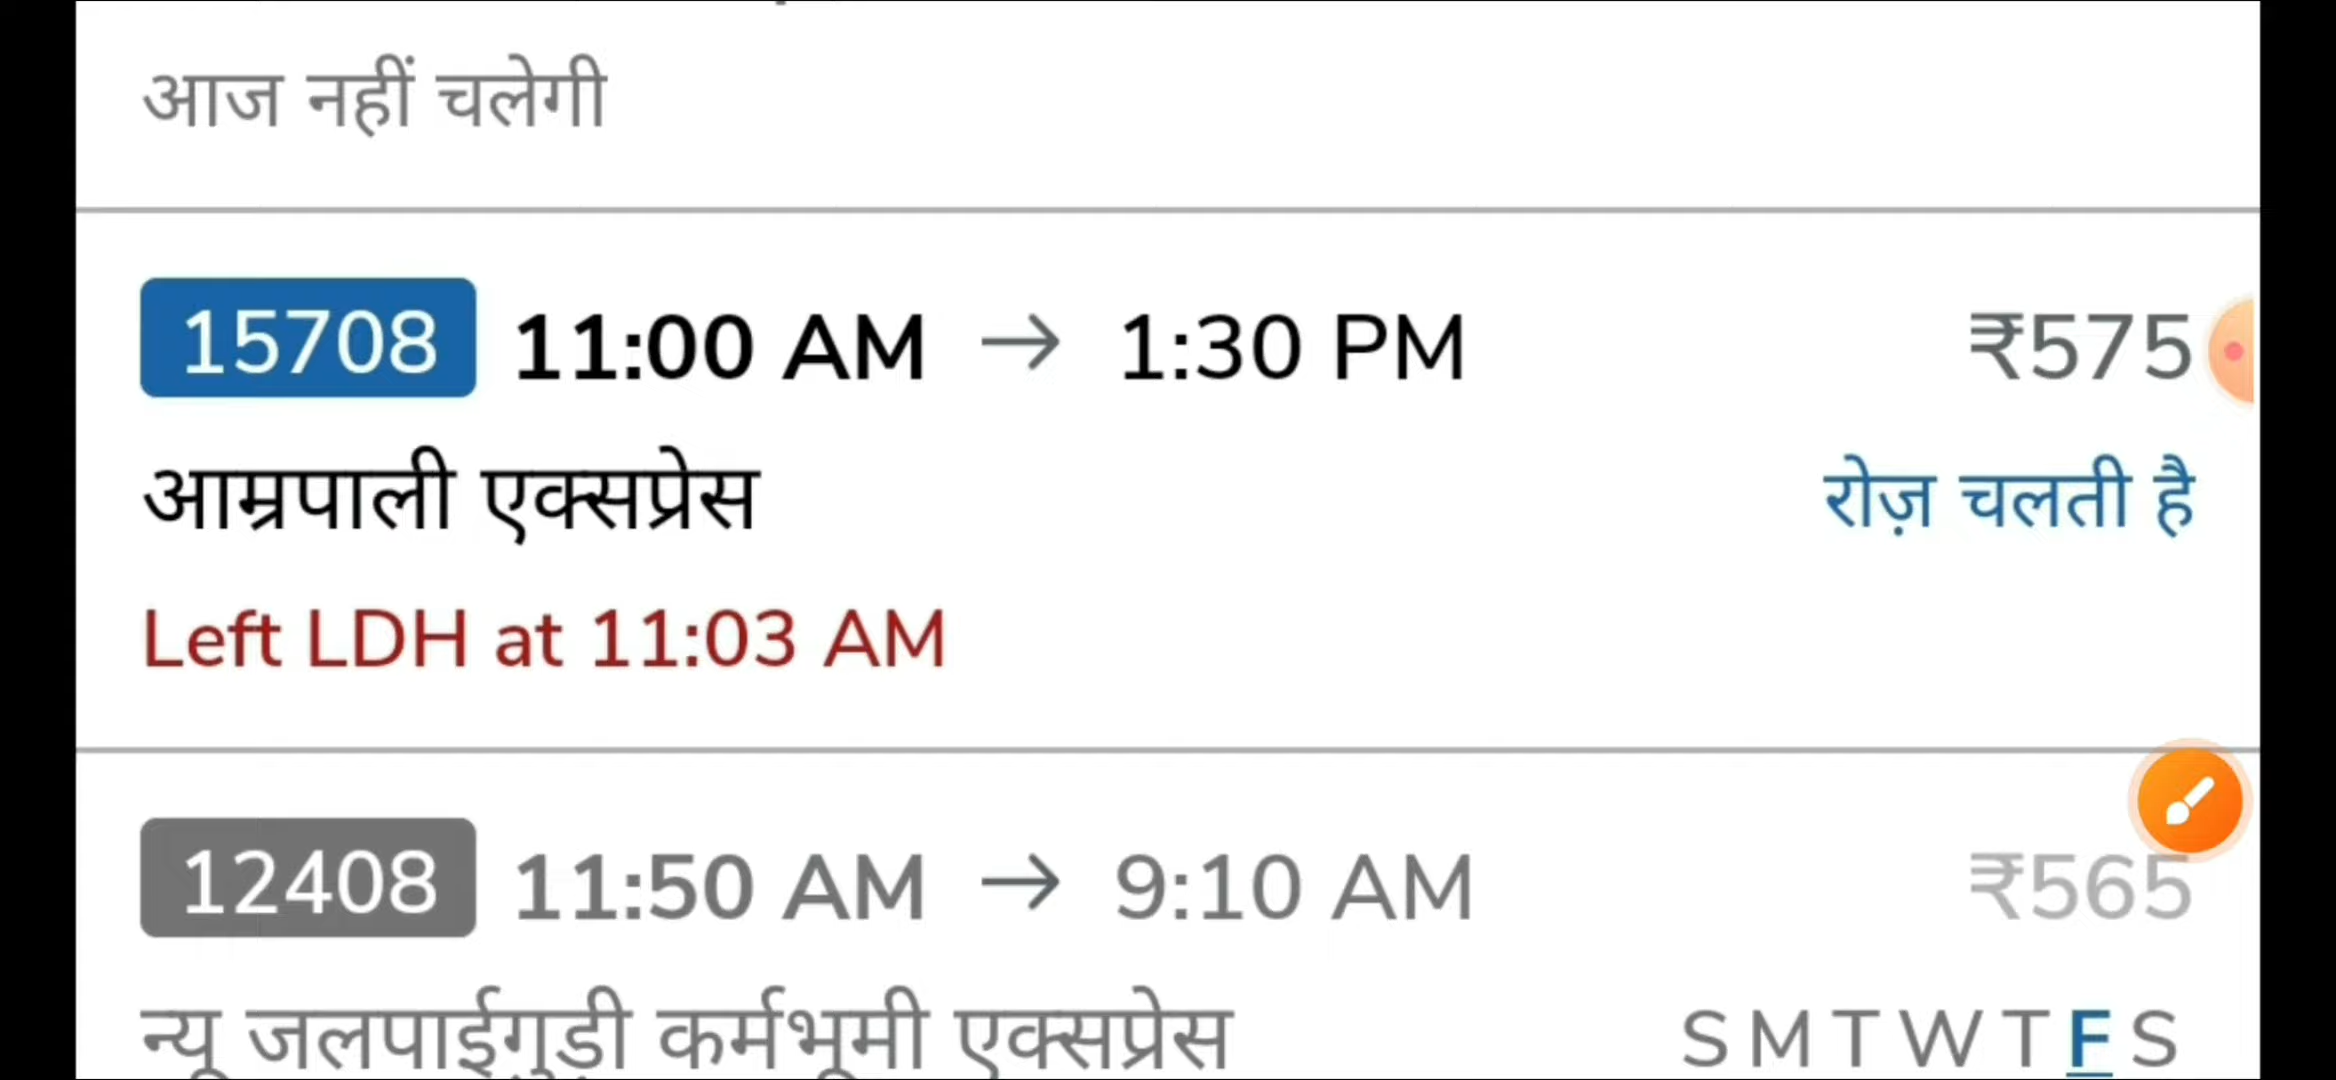 आज नहीं चलेगी
15708 11:00 AM → 1:30 PM ₹575
आम्रपाली एक्सप्रेस रोज़ चलती है
Left LDH at 11:03 AM
12408 11:50 AM → 9:10 AM ₹565
न्यू जलपाईगुड़ी कर्मभूमी एक्सप्रेस S M T W T F S